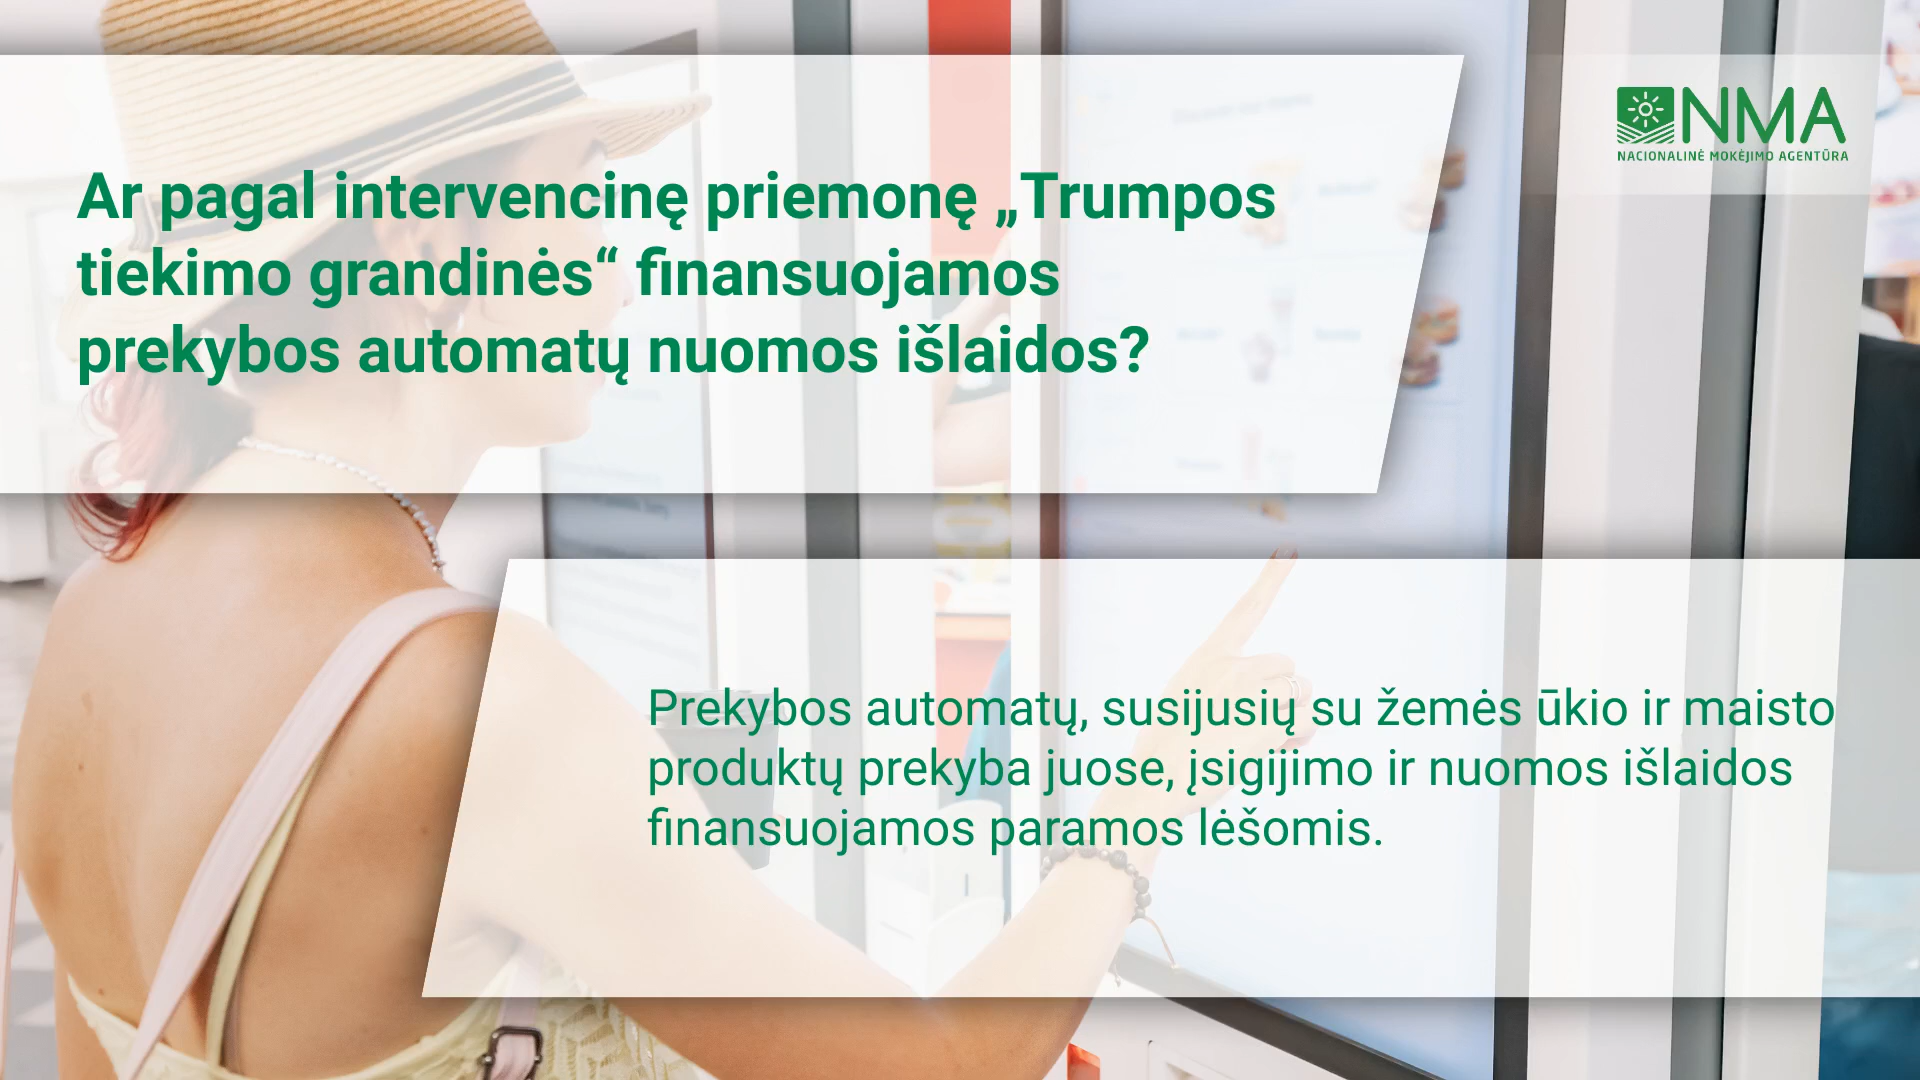 NMA
NACIONALINĖ MOKĖJIMO AGENTŪRA
Ar pagal intervencinę priemonę „Trumpos
tiekimo grandinės“ finansuojamos
prekybos automatų nuomos išlaidos?
Prekybos automatų, susijusių su žemės ūkio ir maisto
produktų prekyba juose, įsigijimo ir nuomos išlaidos
finansuojamos paramos lėšomis.